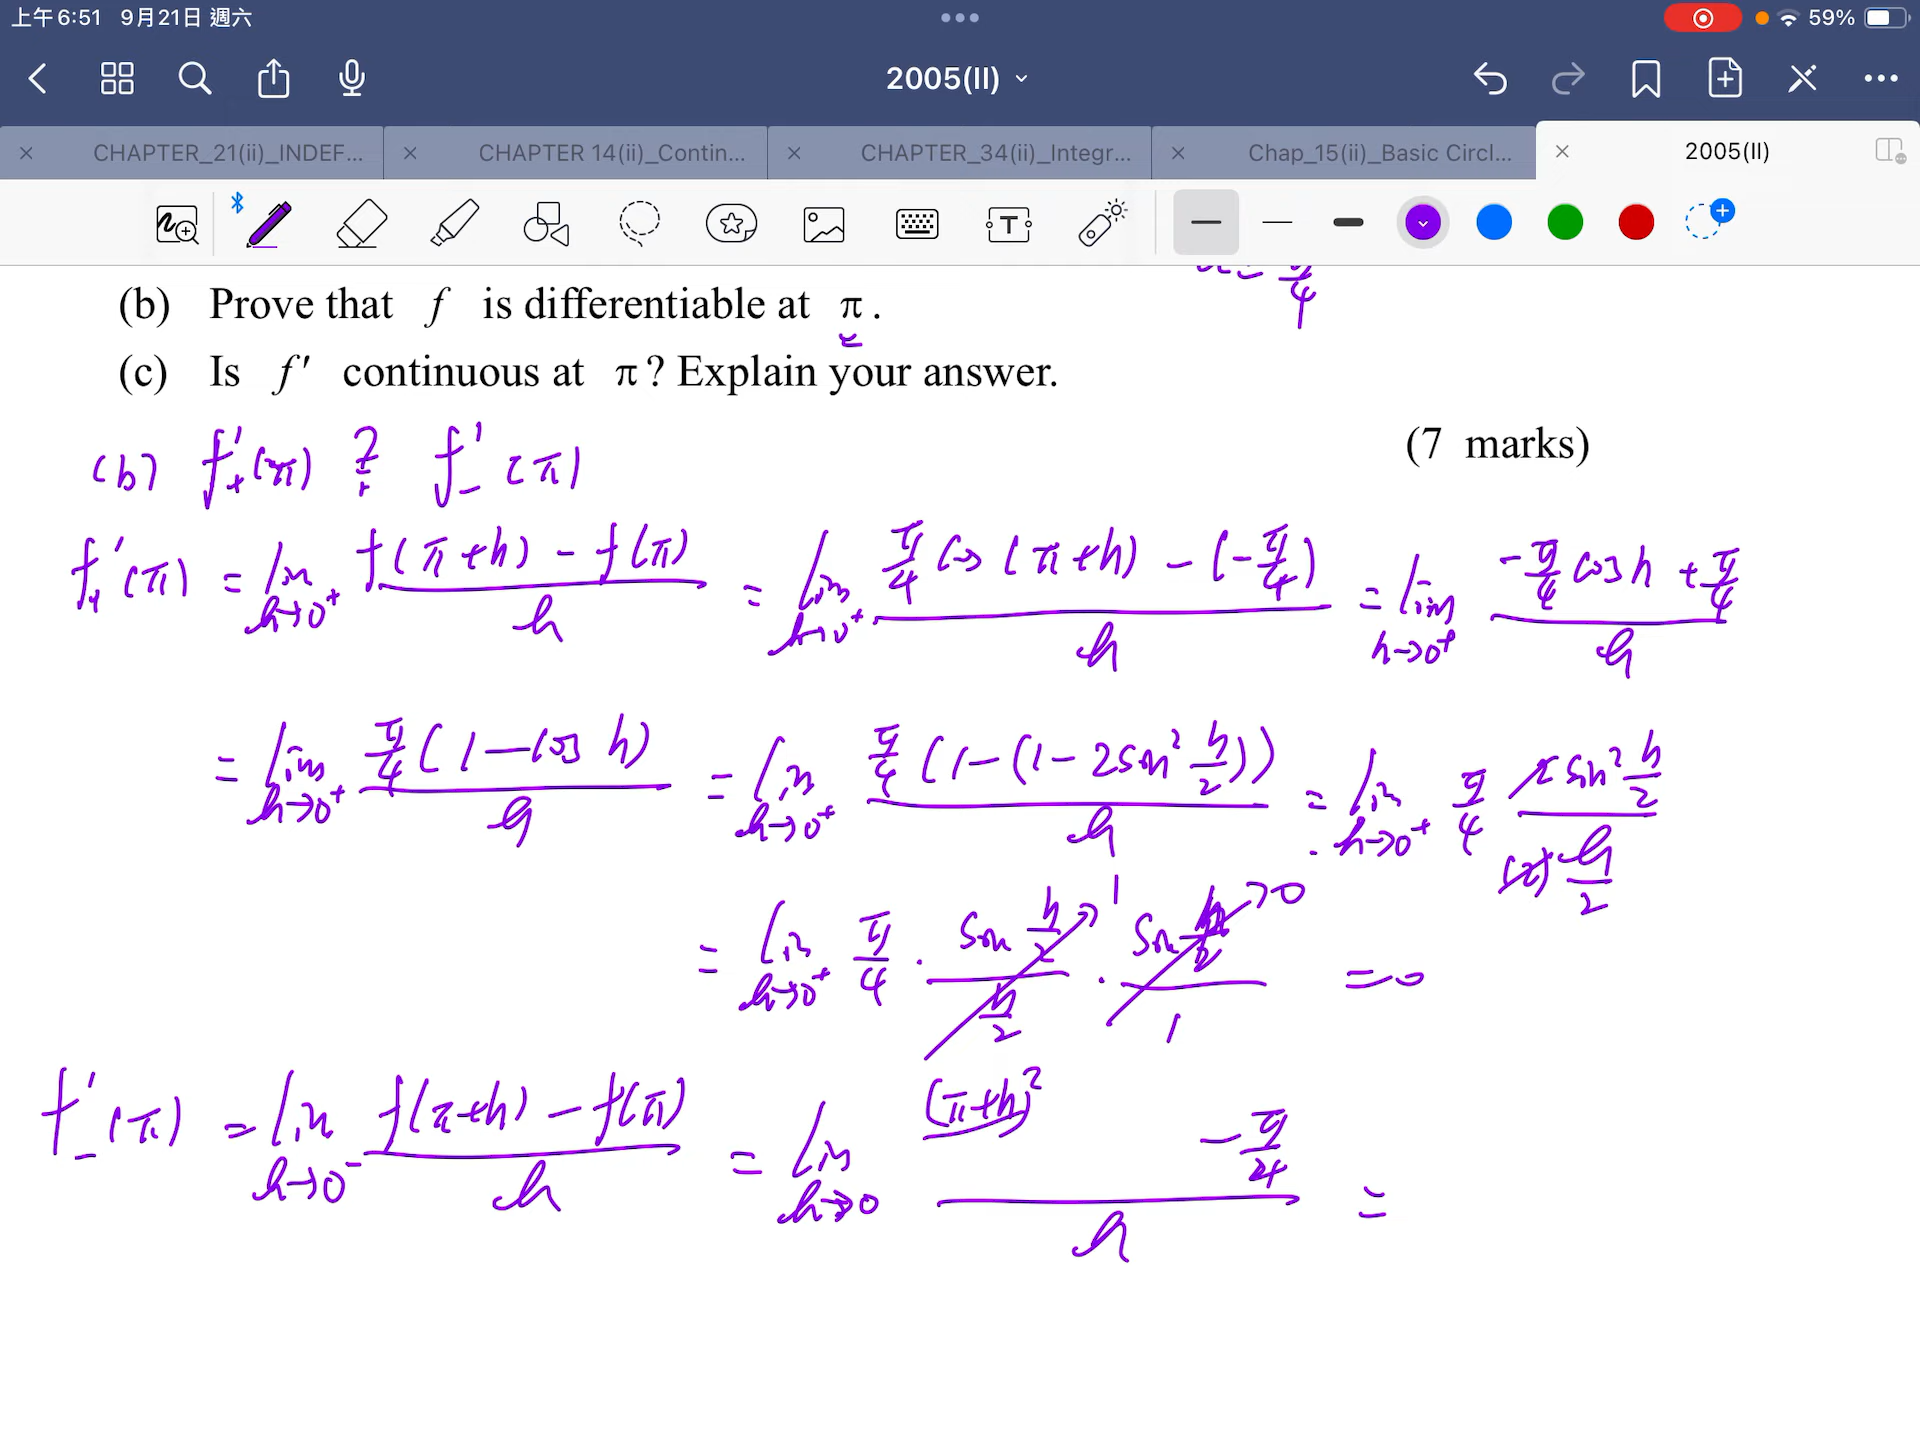 上午6:51 9月21日 週六
59%
2005(II)
CHAPTER_21(ii)_INDEF... CHAPTER 14(ii)_Contin... CHAPTER_34(ii)_Integr... Chap_15(ii)_Basic Circl... 2005(II)
(b) Prove that f is differentiable at π.
(c) Is f′ continuous at π? Explain your answer.
(7 marks)
(b) f₊′(π) ≟ f₋′(π)
f₊′(π) = lim h→0⁺ (f(π+h) − f(π))/h = lim h→0⁺ (π/4 cos(π+h) − (−π/4))/h = lim h→0⁺ (−π/4 cos h + π/4)/h
= lim h→0⁺ (π/4 (1 − cos h))/h = lim h→0⁺ (π/4 (1 − (1 − 2sin² h/2)))/h = lim h→0⁺ π/4 · 2sin² h/2 / ((2) h/2)
= lim h→0⁺ π/4 · (sin h/2)/(h/2) →1 · (sin h/2)/1 →0 = 0
f₋′(π) = lim h→0⁻ (f(π+h) − f(π))/h = lim h→0 ((π+h)² − π/4)/h =